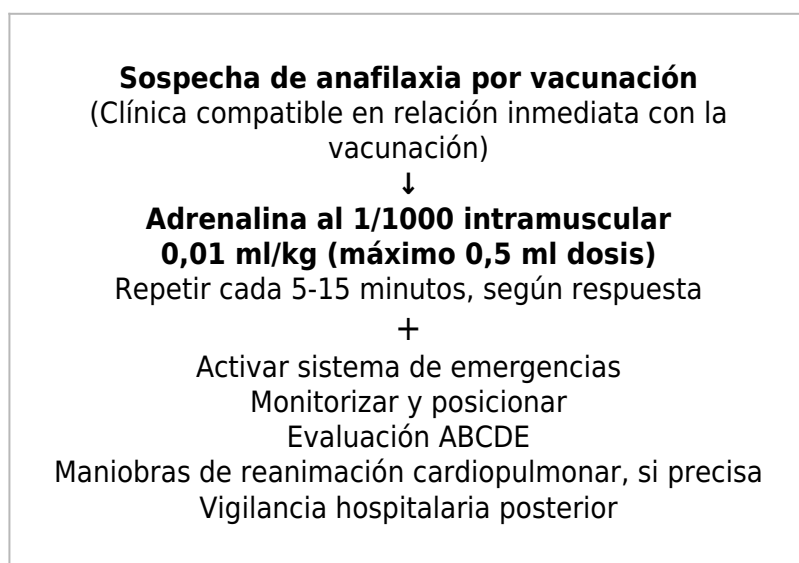 Sospecha de anafilaxia por vacunación
(Clínica compatible en relación inmediata con la
vacunación)
↓
Adrenalina al 1/1000 intramuscular
0,01 ml/kg (máximo 0,5 ml dosis)
Repetir cada 5-15 minutos, según respuesta
+
Activar sistema de emergencias
Monitorizar y posicionar
Evaluación ABCDE
Maniobras de reanimación cardiopulmonar, si precisa
Vigilancia hospitalaria posterior